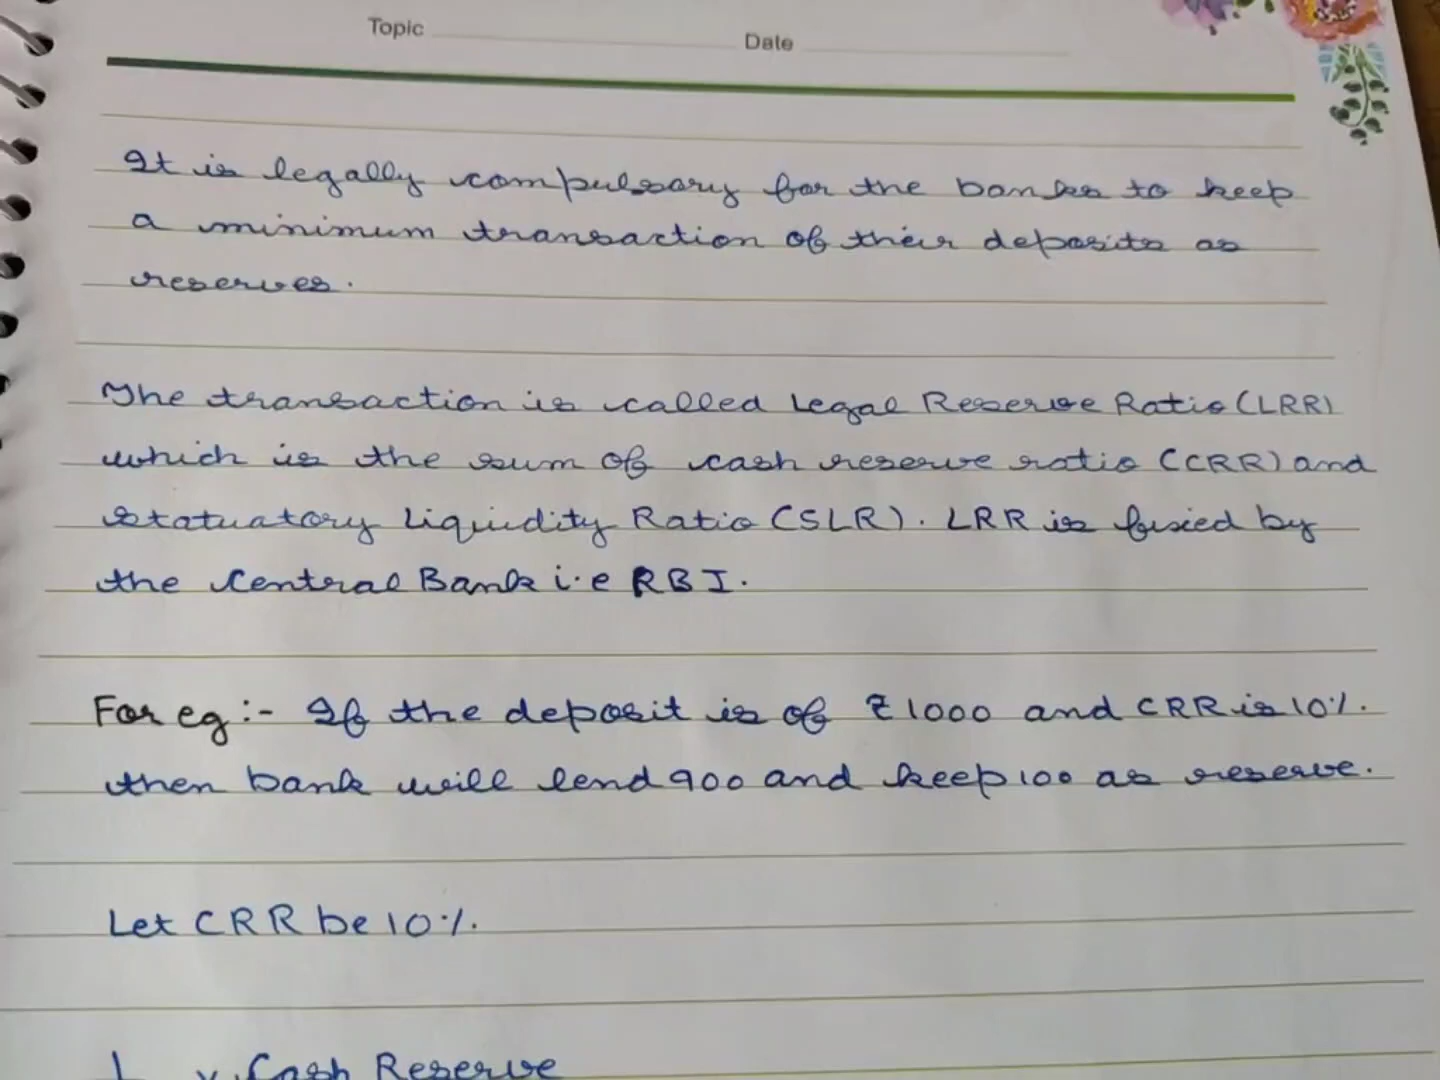 Topic
Date
It is legally compulsory for the banks to keep
a minimum transaction of their deposits as
reserves.
The transaction is called Legal Reserve Ratio (LRR)
which is the sum of cash reserve ratio (CRR) and
statuatory Liquidity Ratio (SLR). LRR is fixied by
the Central Bank i.e RBI.
For eg :- If the deposit is of ₹1000 and CRR is 10%.
then bank will lend 900 and keep 100 as reserve.
Let CRR be 10%.
Cash Reserve